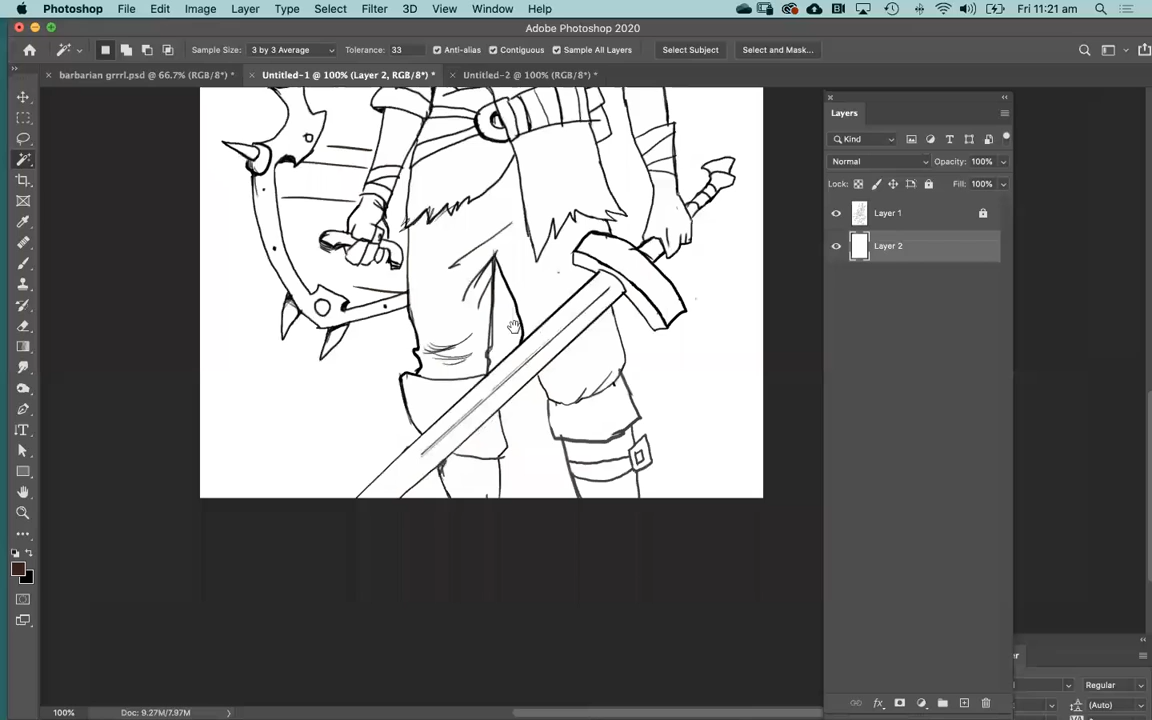 Photoshop File Edit Image Layer Type Select Filter 3D View Window Help Fri 11:21 am
Adobe Photoshop 2020
Sample Size: 3 by 3 Average Tolerance: 33 Anti-alias Contiguous Sample All Layers Select Subject Select and Mask...
barbarian grrrl.psd @ 66.7% (RGB/8*) * Untitled-1 @ 100% (Layer 2, RGB/8*) * Untitled-2 @ 100% (RGB/8*) *
Layers
Kind
Normal Opacity: 100%
Lock: Fill: 100%
Layer 1
Layer 2
Regular
(Auto)
100% Doc: 9.27M/7.97M